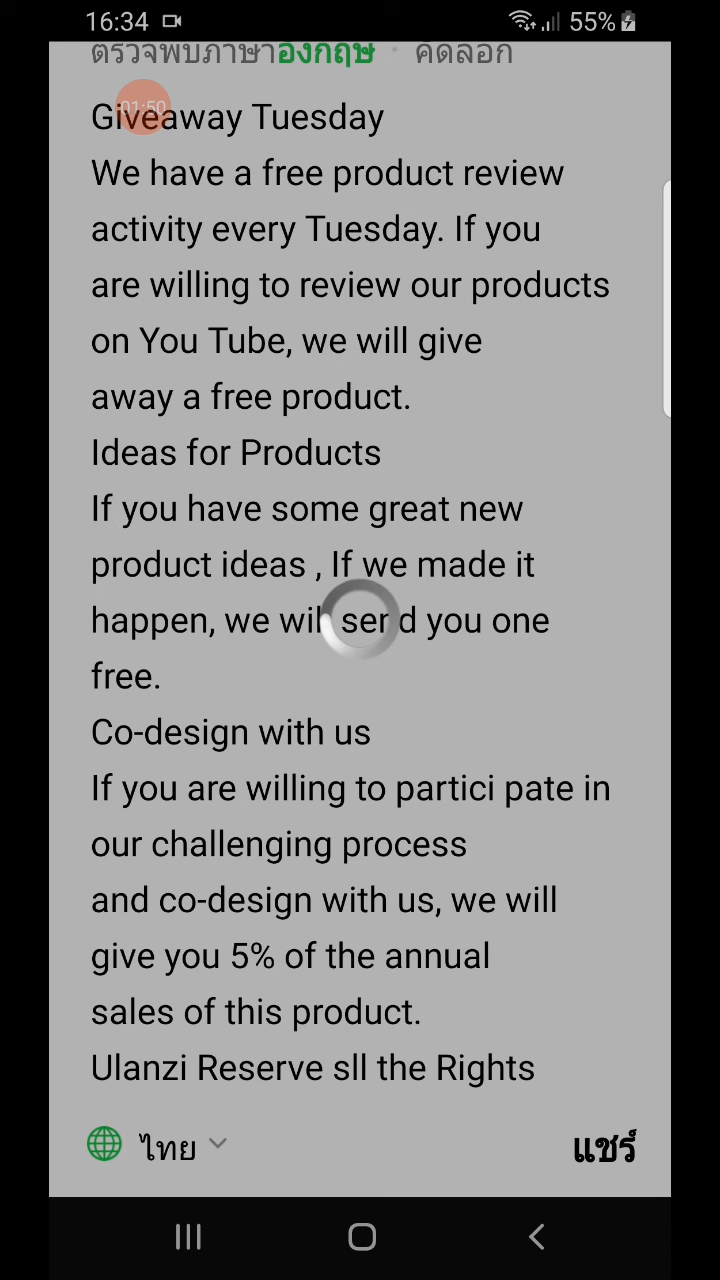 16:34 55%
ตรวจพบภาษาอังกฤษ · คัดลอก
01:50
Giveaway Tuesday
We have a free product review
activity every Tuesday. If you
are willing to review our products
on You Tube, we will give
away a free product.
Ideas for Products
If you have some great new
product ideas , If we made it
happen, we will send you one
free.
Co-design with us
If you are willing to partici pate in
our challenging process
and co-design with us, we will
give you 5% of the annual
sales of this product.
Ulanzi Reserve sll the Rights
ไทย แชร์